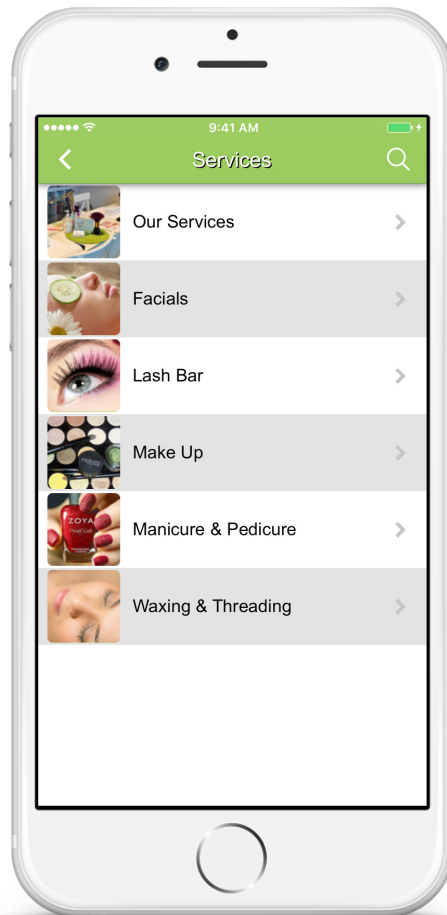 9:41 AM
Services
Our Services
Facials
Lash Bar
Make Up
ZOYA
Manicure & Pedicure
Waxing & Threading